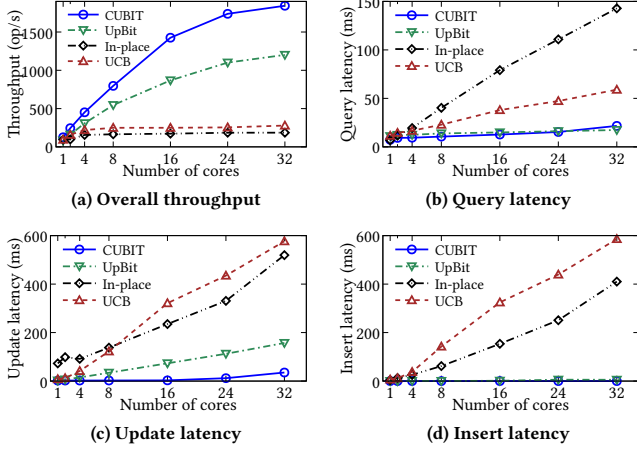 Throughput (op/s)
1500
1000
500
0
CUBIT
UpBit
In-place
UCB
1 4 8 16 24 32
Number of cores
(a) Overall throughput
Query latency (ms)
150
100
50
0
CUBIT
UpBit
In-place
UCB
1 4 8 16 24 32
Number of cores
(b) Query latency
Update latency (ms)
600
400
200
0
CUBIT
UpBit
In-place
UCB
1 4 8 16 24 32
Number of cores
(c) Update latency
Insert latency (ms)
600
400
200
0
CUBIT
UpBit
In-place
UCB
1 4 8 16 24 32
Number of cores
(d) Insert latency